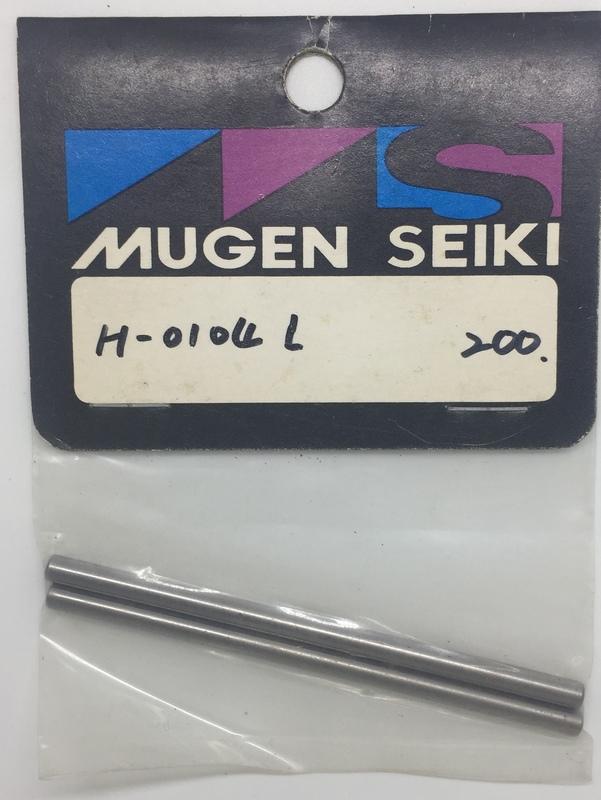 MUGEN SEIKI
H-0104 L 200.